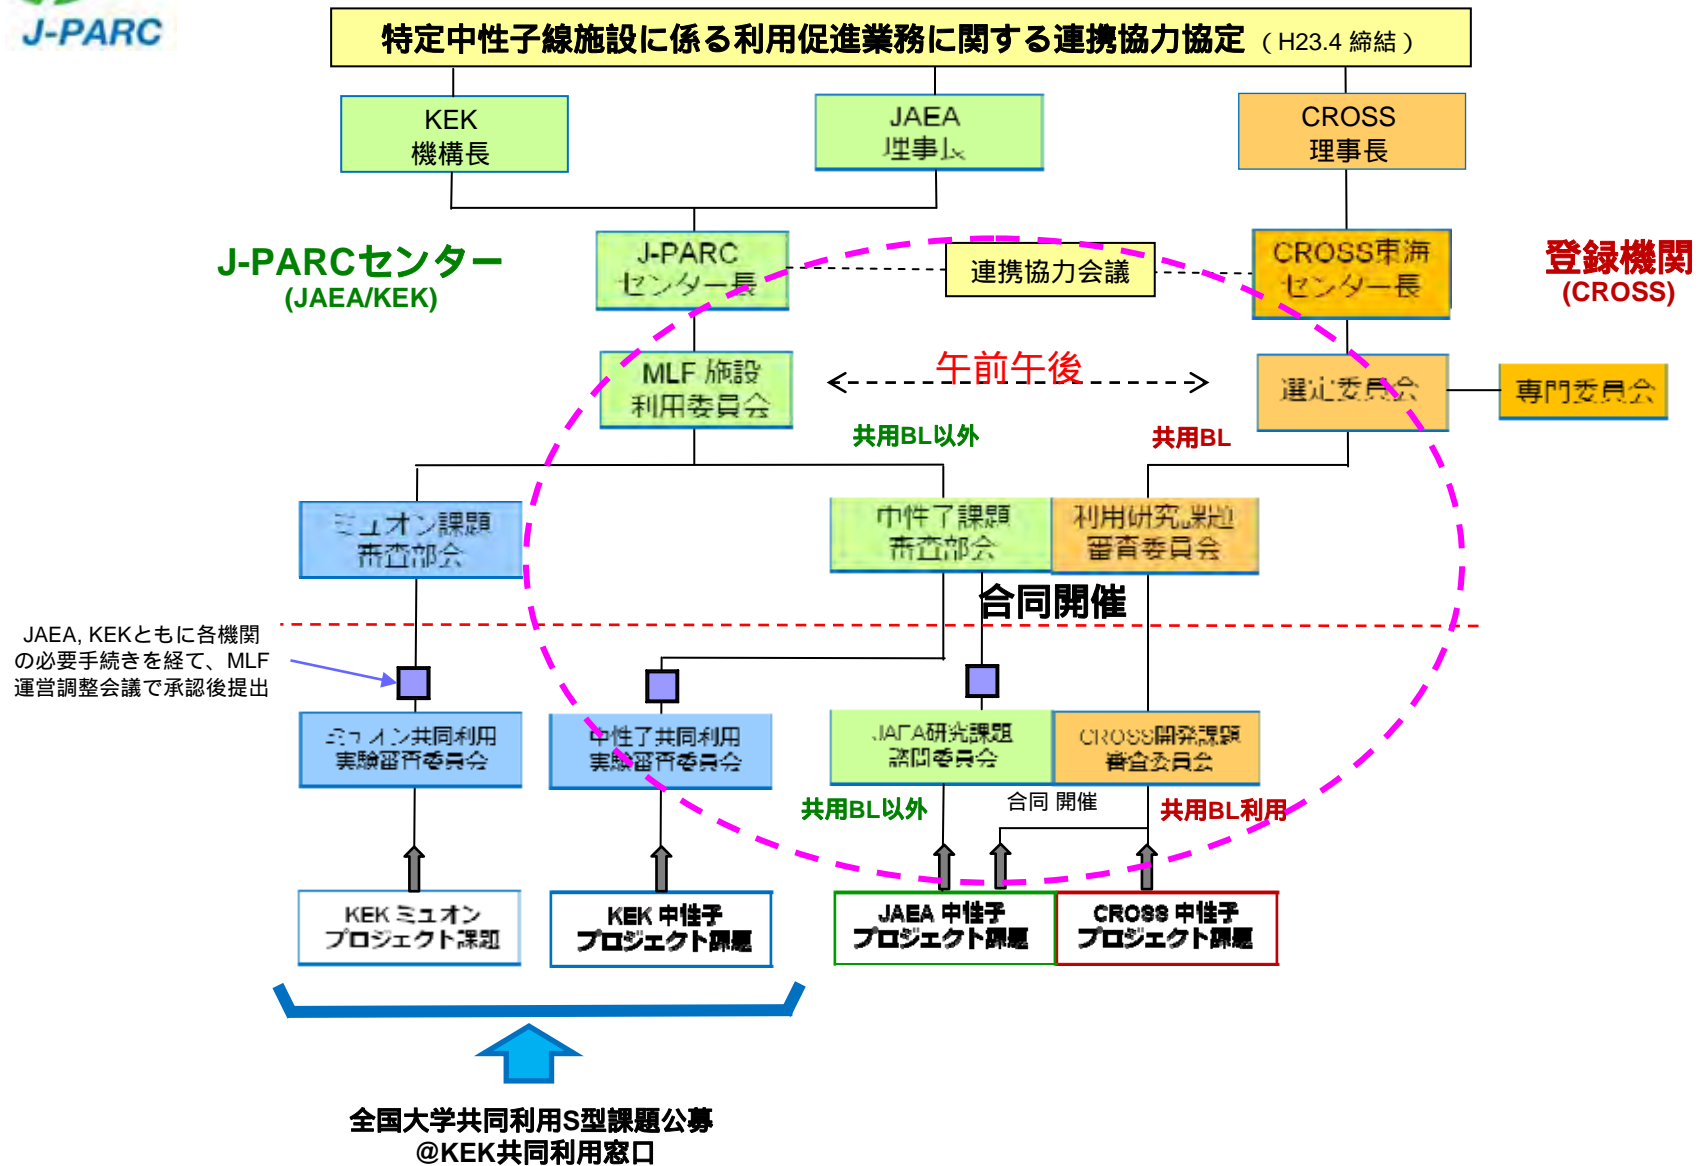 J-PARC
特定中性子線施設に係る利用促進業務に関する連携協力協定 (H23.4 締結)
KEK
機構長
JAEA
理事長
CROSS
理事長
J-PARCセンター
(JAEA/KEK)
J-PARC
センター長
連携協力会議
CROSS東海
センター長
登録機関
(CROSS)
MLF 施設
利用委員会
午前午後
選定委員会
専門委員会
共用BL以外
共用BL
ミュオン課題
審査部会
中性子課題
審査部会
利用研究課題
審査委員会
合同開催
JAEA, KEKともに各機関
の必要手続きを経て、MLF
運営調整会議で承認後提出
ミュオン共同利用
実験審査委員会
中性子共同利用
実験審査委員会
JAEA研究課題
諮問委員会
CROSS開発課題
審査委員会
共用BL以外
合同 開催
共用BL利用
KEK ミュオン
プロジェクト課題
KEK 中性子
プロジェクト課題
JAEA 中性子
プロジェクト課題
CROSS 中性子
プロジェクト課題
全国大学共同利用S型課題公募
@KEK共同利用窓口